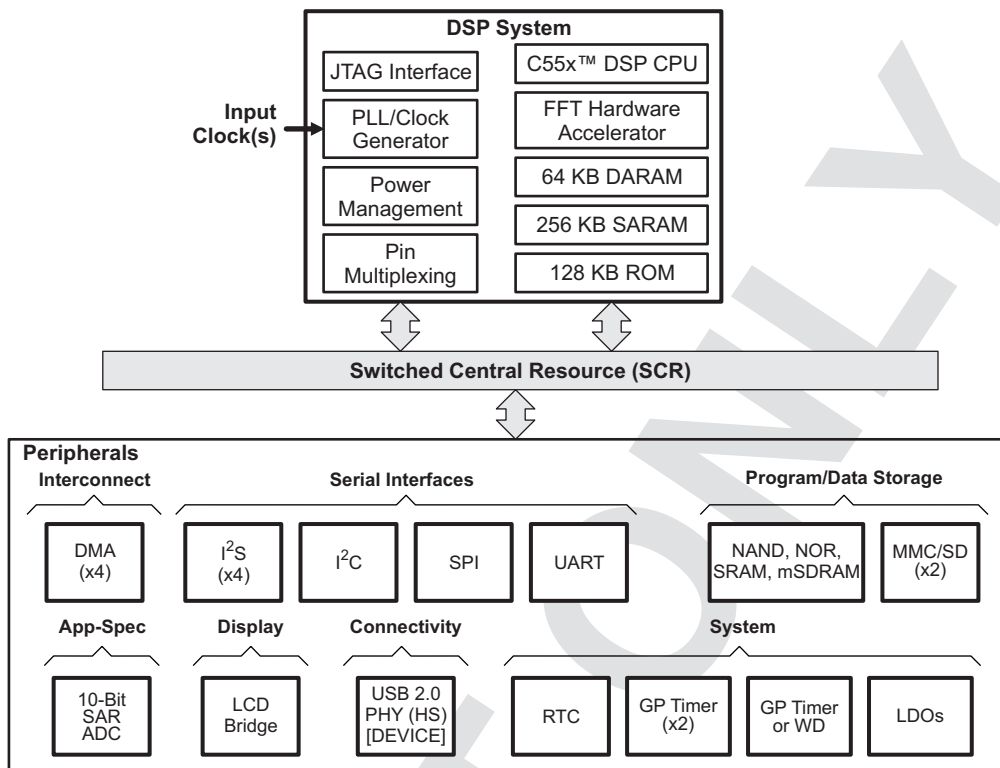 DSP System
JTAG Interface
C55x™ DSP CPU
Input
Clock(s)
PLL/Clock
Generator
FFT Hardware
Accelerator
Power
Management
64 KB DARAM
256 KB SARAM
Pin
Multiplexing
128 KB ROM
Switched Central Resource (SCR)
Peripherals
Interconnect
Serial Interfaces
Program/Data Storage
DMA
(x4)
I²S
(x4)
I²C
SPI
UART
NAND, NOR,
SRAM, mSDRAM
MMC/SD
(x2)
App-Spec
Display
Connectivity
System
10-Bit
SAR
ADC
LCD
Bridge
USB 2.0
PHY (HS)
[DEVICE]
RTC
GP Timer
(x2)
GP Timer
or WD
LDOs
T ONLY